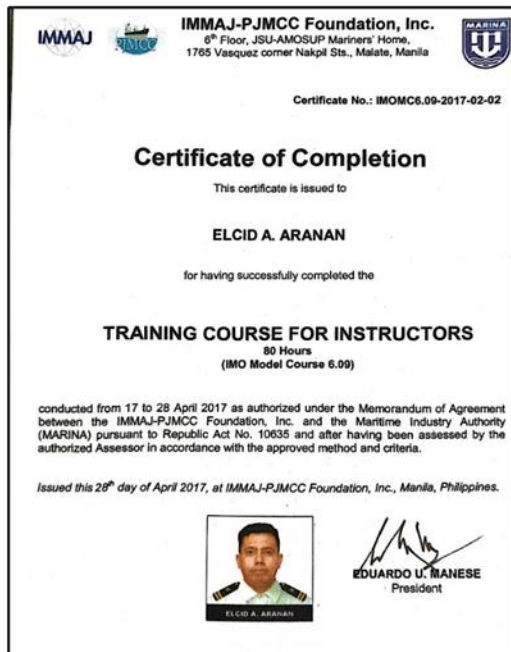 IMMAJ
PJMCC
IMMAJ-PJMCC Foundation, Inc.
6th Floor, JSU-AMOSUP Mariners' Home,
1765 Vasquez corner Nakpil Sts., Malate, Manila
MARINA
Certificate No.: IMOMC6.09-2017-02-02
Certificate of Completion
This certificate is issued to
ELCID A. ARANAN
for having successfully completed the
TRAINING COURSE FOR INSTRUCTORS
80 Hours
(IMO Model Course 6.09)
conducted from 17 to 28 April 2017 as authorized under the Memorandum of Agreement
between the IMMAJ-PJMCC Foundation, Inc. and the Maritime Industry Authority
(MARINA) pursuant to Republic Act No. 10635 and after having been assessed by the
authorized Assessor in accordance with the approved method and criteria.
Issued this 28th day of April 2017, at IMMAJ-PJMCC Foundation, Inc., Manila, Philippines.
ELCID A. ARANAN
EDUARDO U. MANESE
President